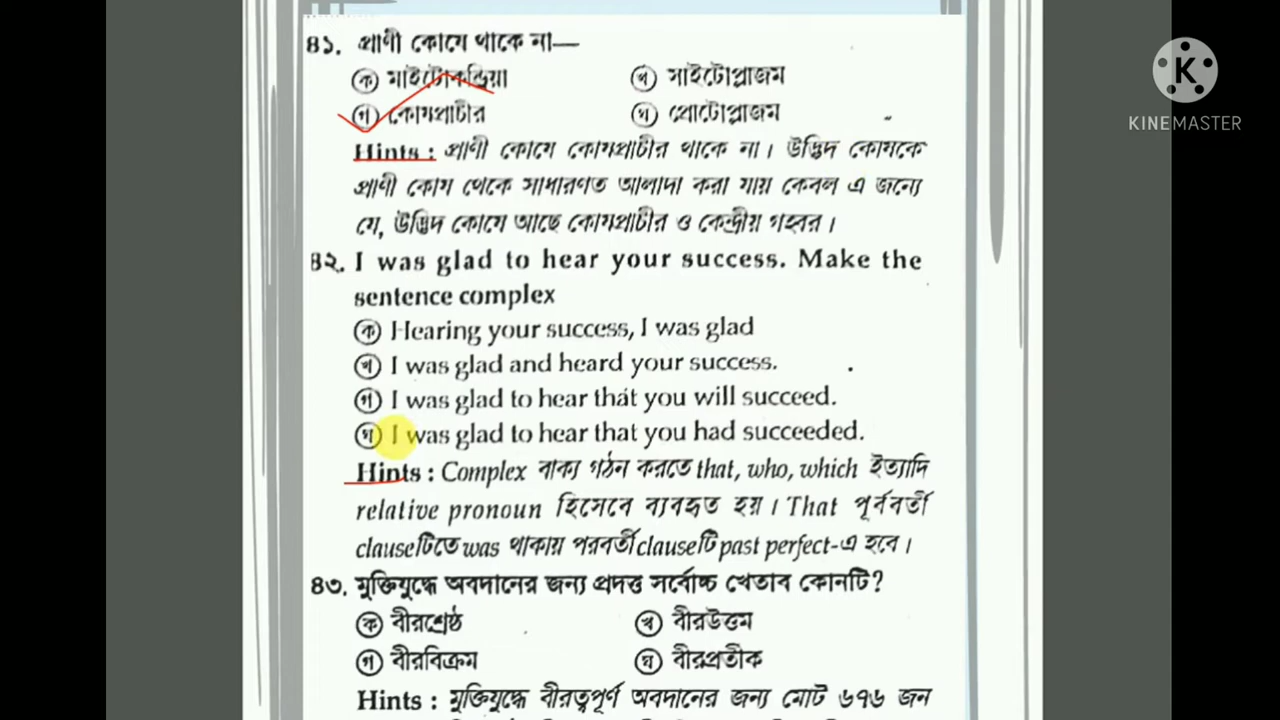 ৪১. প্রাণী কোষে থাকে না—
ক মাইটোকন্ড্রিয়া খ সাইটোপ্লাজম
গ কোষপ্রাচীর ঘ প্রোটোপ্লাজম
Hints : প্রাণী কোষে কোষপ্রাচীর থাকে না। উদ্ভিদ কোষকে
প্রাণী কোষ থেকে সাধারণত আলাদা করা যায় কেবল এ জন্যে
যে, উদ্ভিদ কোষে আছে কোষপ্রাচীর ও কেন্দ্রীয় গহ্বর।
৪২. I was glad to hear your success. Make the
sentence complex
ক Hearing your success, I was glad
খ I was glad and heard your success.
গ I was glad to hear that you will succeed.
ঘ I was glad to hear that you had succeeded.
Hints : Complex বাক্য গঠন করতে that, who, which ইত্যাদি
relative pronoun হিসেবে ব্যবহৃত হয়। That পূর্ববর্তী
clauseটিতে was থাকায় পরবর্তী clauseটি past perfect-এ হবে।
৪৩. মুক্তিযুদ্ধে অবদানের জন্য প্রদত্ত সর্বোচ্চ খেতাব কোনটি?
ক বীরশ্রেষ্ঠ খ বীরউত্তম
গ বীরবিক্রম ঘ বীরপ্রতীক
Hints : মুক্তিযুদ্ধে বীরত্বপূর্ণ অবদানের জন্য মোট ৬৭৬ জন
K
KINEMASTER